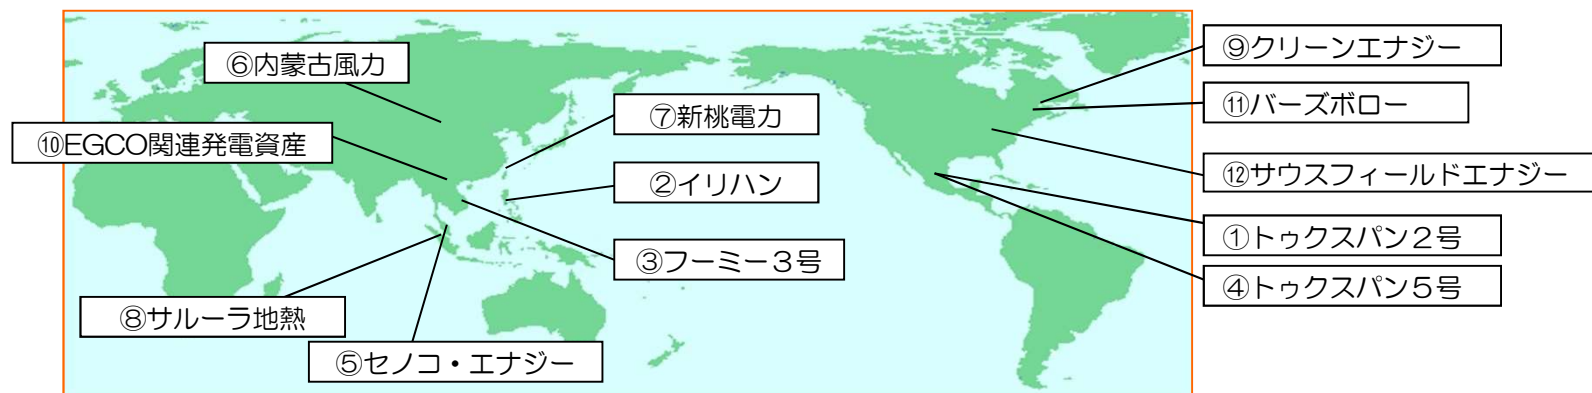 ⑥内蒙古風力
⑩EGCO関連発電資産
⑦新桃電力
②イリハン
③フーミー３号
⑧サルーラ地熱
⑤セノコ・エナジー
⑨クリーンエナジー
⑪バーズボロー
⑫サウスフィールドエナジー
①トゥクスパン２号
④トゥクスパン５号